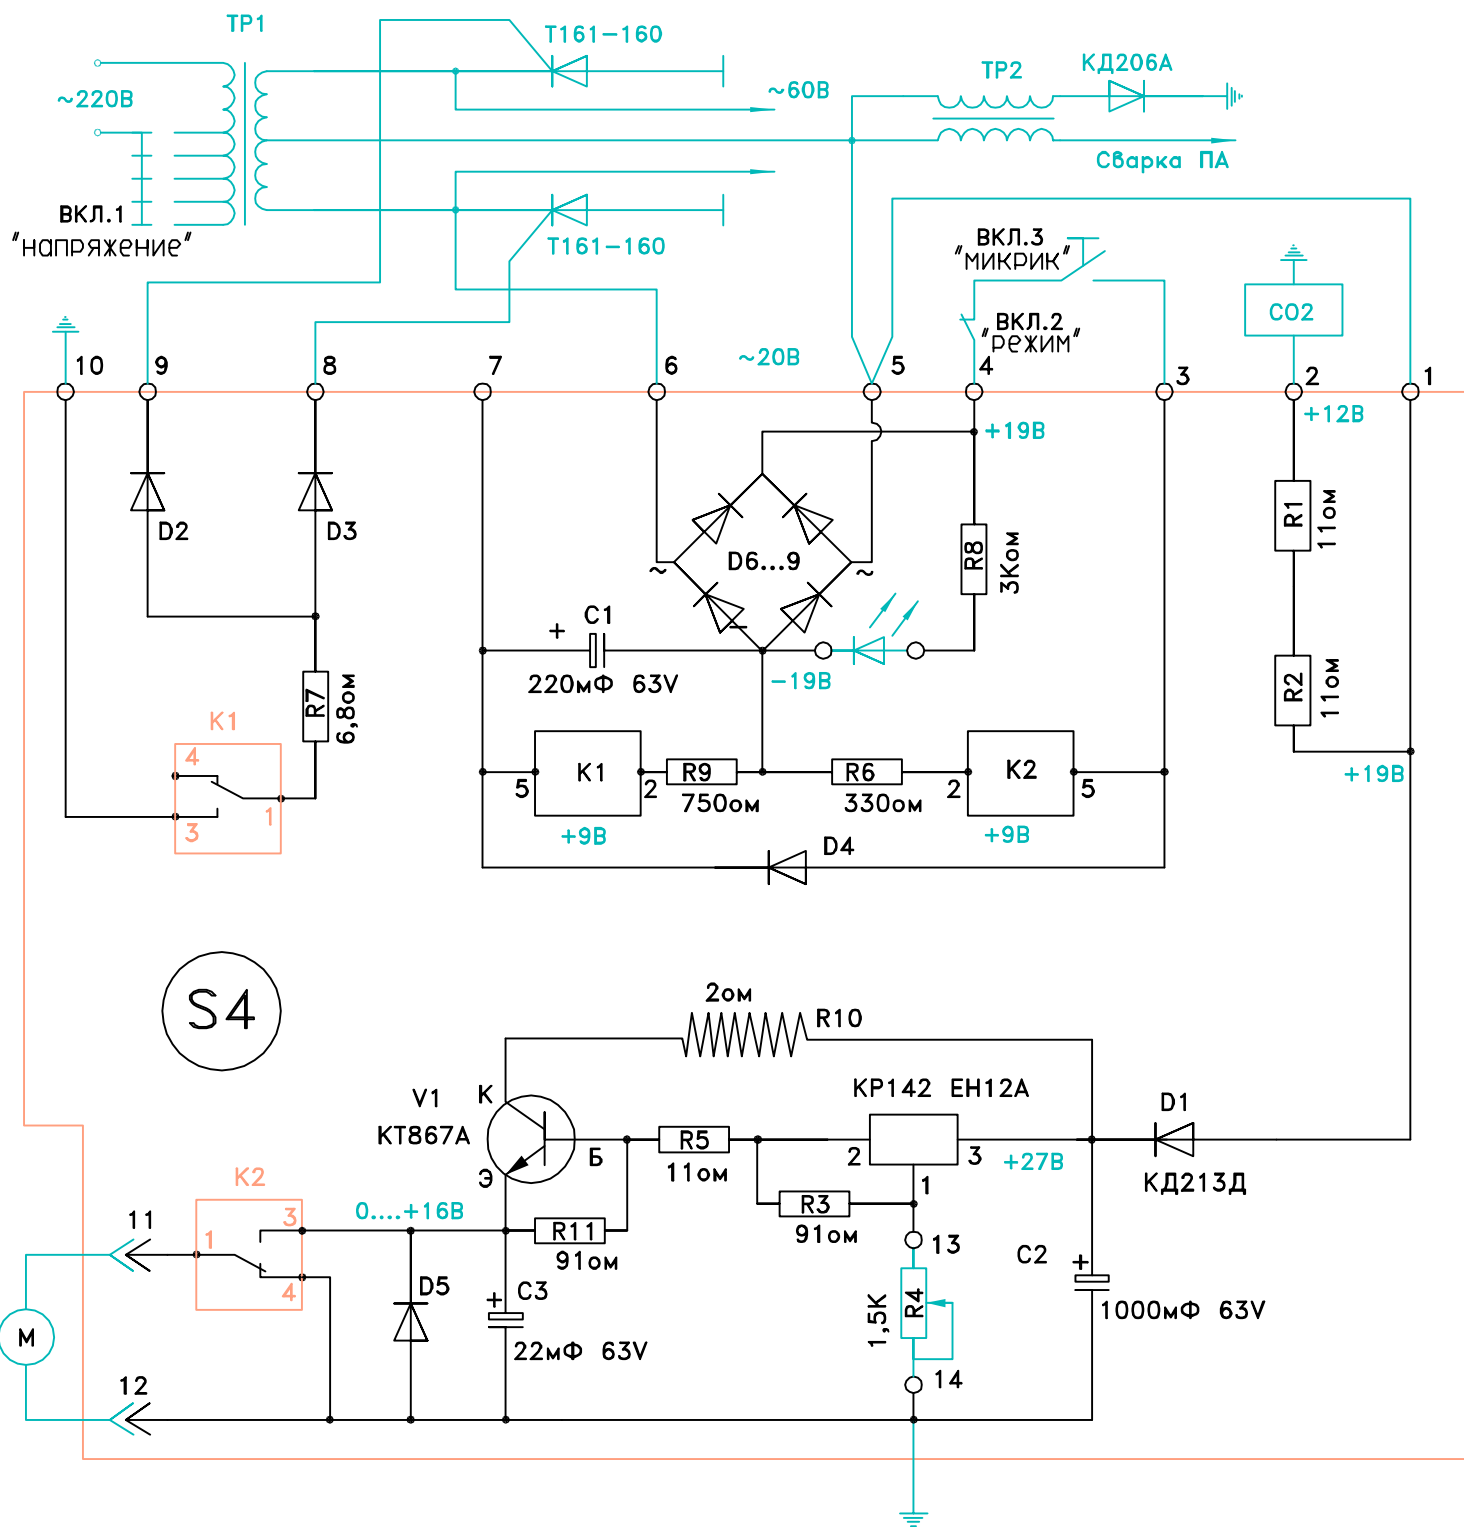 ТР1
Т161-160
~220В
~60В
ТР2
КД206А
Сварка ПА
ВКЛ.1
"напряжение"
Т161-160
ВКЛ.3
"МИКРИК"
СО2
ВКЛ.2
"режим"
~20В
10
9
8
7
6
5
4
3
2
1
+19В
+12В
D2
D3
D6...9
~
~
R8
3Ком
R1
11ом
C1
+
−
220мФ 63V
−19В
R7
6,8ом
R2
11ом
К1
4
3
1
5
К1
2
R9
750ом
R6
330ом
2
К2
5
+19В
+9В
+9В
D4
S4
2ом
R10
V1
КТ867А
К
Б
Э
КР142 ЕН12А
D1
КД213Д
R5
11ом
2
3
1
+27В
R3
91ом
К2
3
1
4
0....+16В
R11
91ом
11
13
D5
C3
+
22мФ 63V
R4
1,5К
C2
+
1000мФ 63V
М
12
14